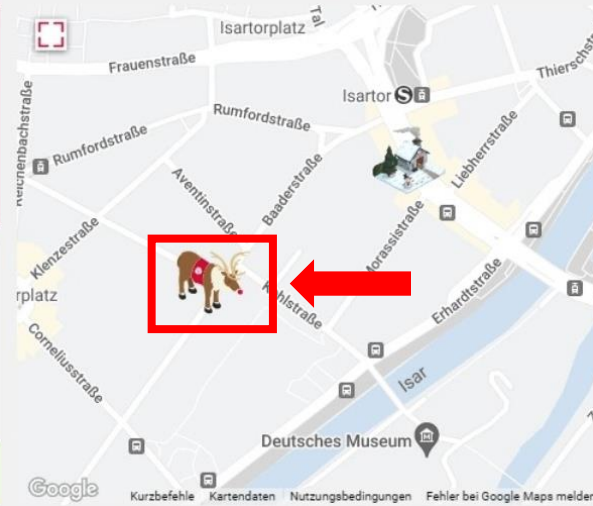 Isartorplatz
Tal
Frauenstraße
Thierschstr
Isartor S
Reichenbachstraße
Rumfordstraße
Rumfordstraße
Liebherrstraße
Aventinstraße
Baaderstraße
Klenzestraße
Morassistraße
rplatz
Kohlstraße
Erhardtstraße
Corneliusstraße
Isar
Deutsches Museum
Google
Kurzbefehle Kartendaten Nutzungsbedingungen Fehler bei Google Maps melden